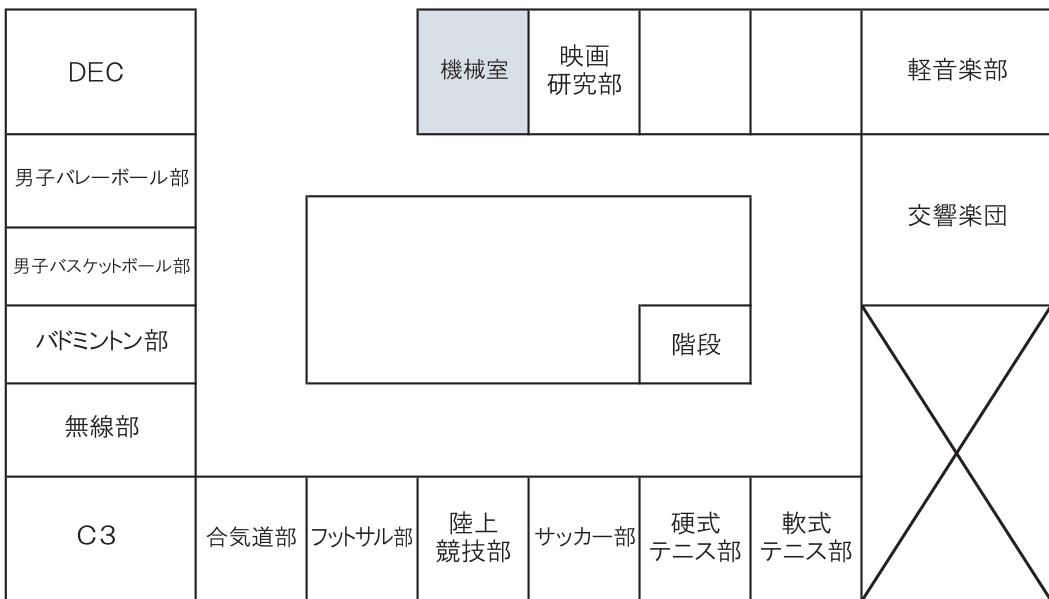 DEC
機械室
映画
研究部
軽音楽部
男子バレーボール部
交響楽団
男子バスケットボール部
バドミントン部
階段
無線部
C3
合気道部
フットサル部
陸上
競技部
サッカー部
硬式
テニス部
軟式
テニス部